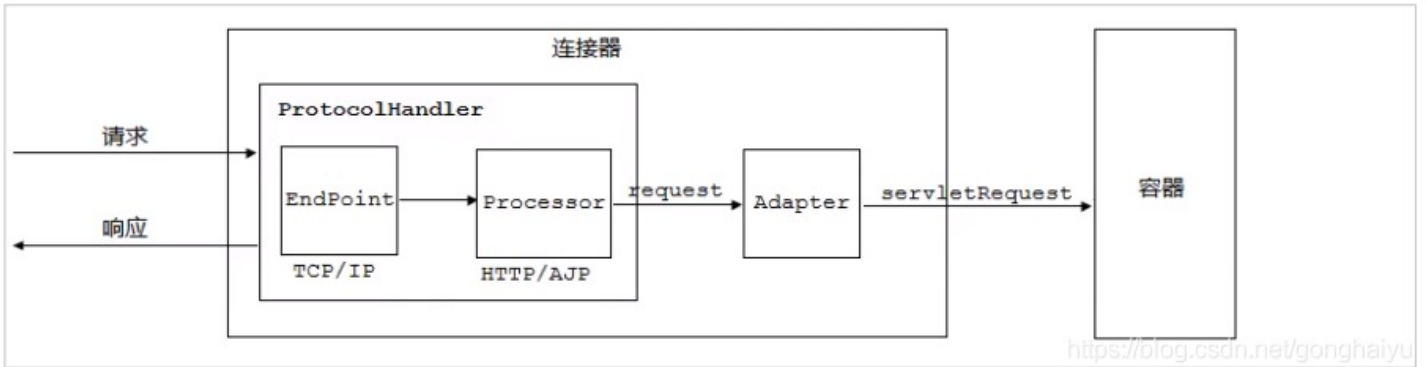 连接器
ProtocolHandler
请求
EndPoint
Processor
request
Adapter
servletRequest
容器
响应
TCP/IP
HTTP/AJP
https://blog.csdn.net/gonghaiyu